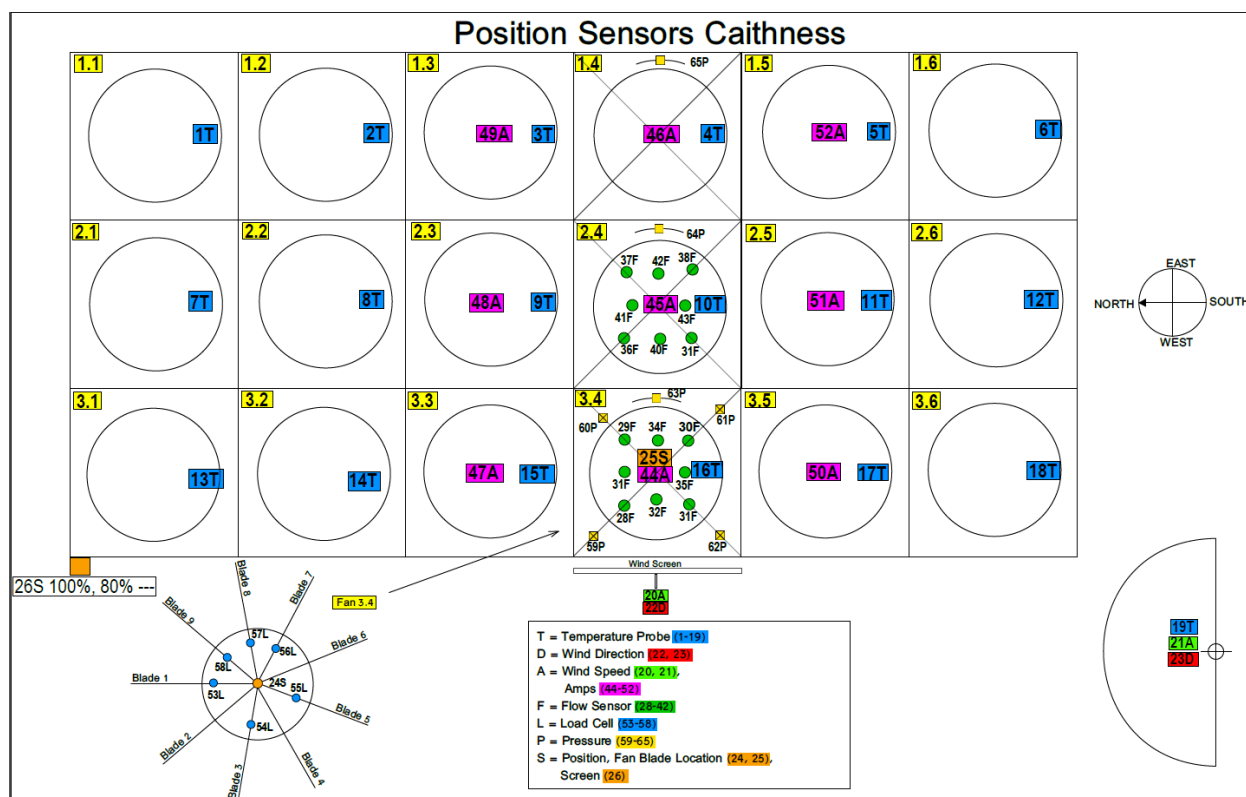 Position Sensors Caithness
1.1
1.2
1.3
1.4
65P
1.5
1.6
1T
2T
49A
3T
46A
4T
52A
5T
6T
2.1
2.2
2.3
2.4
64P
2.5
2.6
37F
42F
38F
7T
8T
48A
9T
45A
10T
51A
11T
12T
41F
43F
36F
40F
31F
EAST
NORTH
SOUTH
WEST
3.1
3.2
3.3
3.4
63P
3.5
3.6
60P
61P
29F
34F
30F
25S
13T
14T
47A
15T
44A
16T
50A
17T
18T
31F
35F
28F
32F
31F
59P
62P
26S 100%, 80% ---
Wind Screen
20A
22D
Fan 3.4
Blade 1
Blade 2
Blade 3
Blade 4
Blade 5
Blade 6
Blade 7
Blade 8
Blade 9
57L
56L
58L
24S
55L
53L
54L
T = Temperature Probe (1-19)
D = Wind Direction (22, 23)
A = Wind Speed (20, 21),
Amps (44-52)
F = Flow Sensor (28-42)
L = Load Cell (53-58)
P = Pressure (59-65)
S = Position, Fan Blade Location (24, 25),
Screen (26)
19T
21A
23D